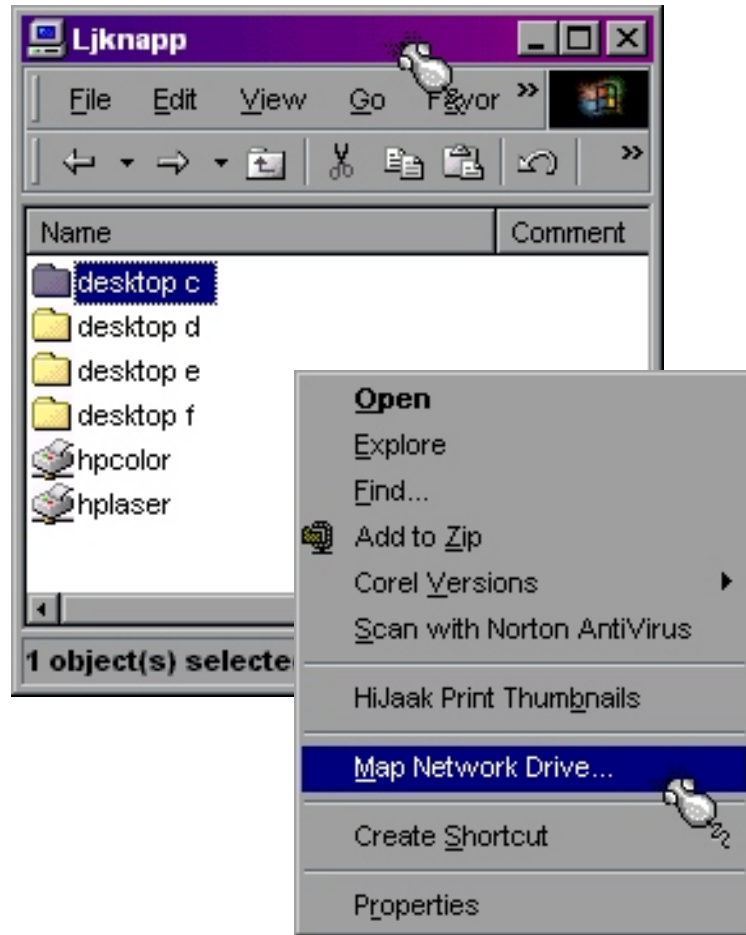 Ljknapp
File Edit View Go Favor »
»
Name Comment
desktop c
desktop d
desktop e
desktop f
hpcolor
hplaser
1 object(s) selecte
Open
Explore
Find...
Add to Zip
Corel Versions
Scan with Norton AntiVirus
HiJaak Print Thumbnails
Map Network Drive...
Create Shortcut
Properties